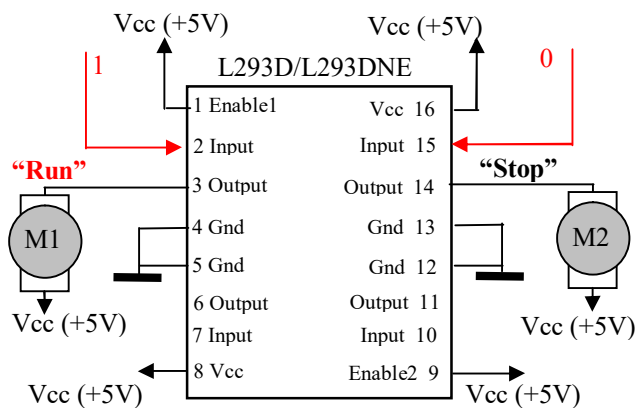 Vcc (+5V)
Vcc (+5V)
1
0
L293D/L293DNE
1 Enable1
Vcc 16
2 Input
Input 15
“Run”
“Stop”
3 Output
Output 14
4 Gnd
Gnd 13
M1
M2
5 Gnd
Gnd 12
6 Output
Output 11
Vcc (+5V)
Vcc (+5V)
7 Input
Input 10
8 Vcc
Enable2 9
Vcc (+5V)
Vcc (+5V)